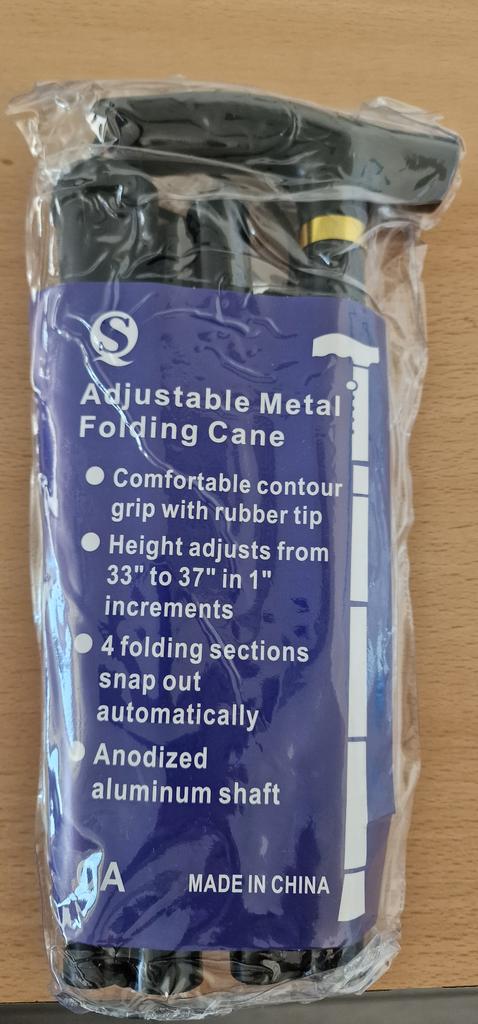 S
Adjustable Metal
Folding Cane
Comfortable contour
grip with rubber tip
Height adjusts from
33" to 37" in 1"
increments
4 folding sections
snap out
automatically
Anodized
aluminum shaft
MADE IN CHINA